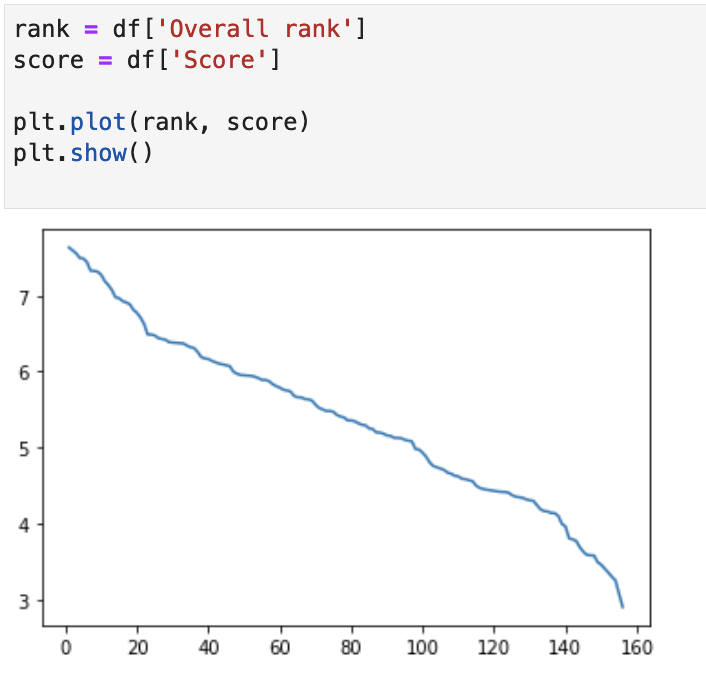 rank = df['Overall rank']
score = df['Score']
plt.plot(rank, score)
plt.show()
7
6
5
4
3
0 20 40 60 80 100 120 140 160